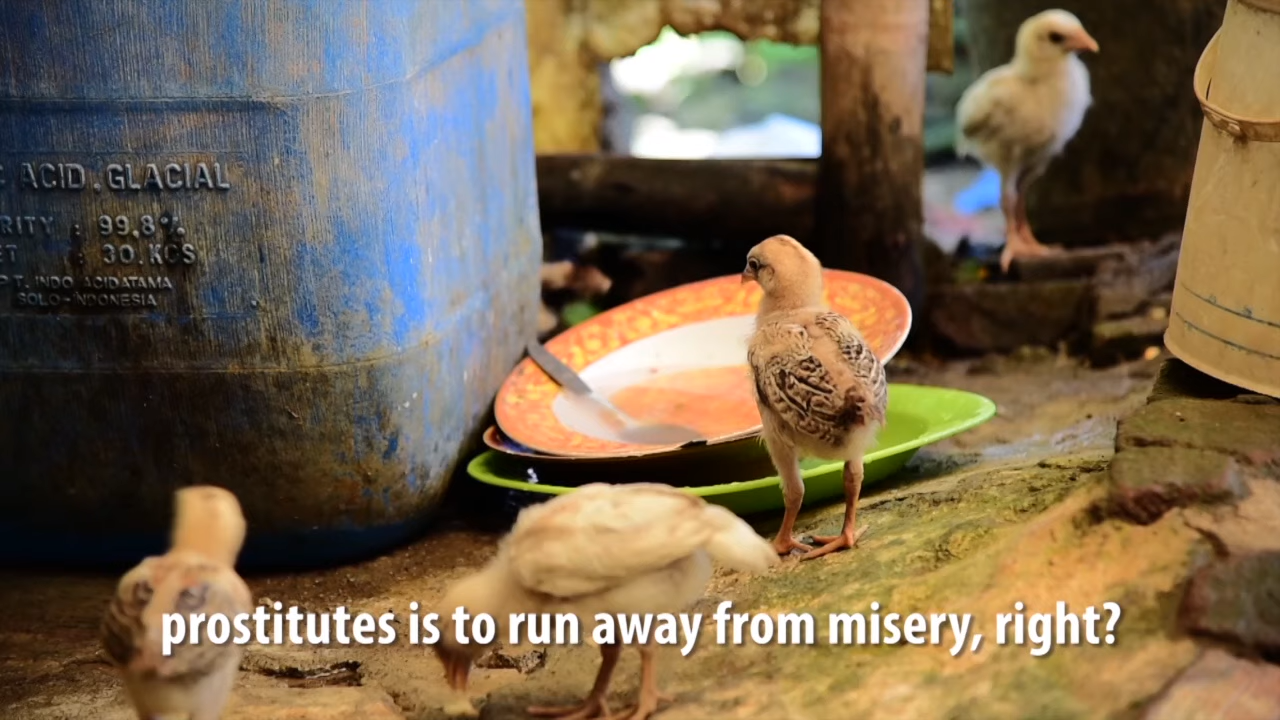 ACID.GLACIAL
RITY : 99,8%
ET : 30.KGS
P T. INDO ACIDATAMA
SOLO-INDONESIA
prostitutes is to run away from misery, right?